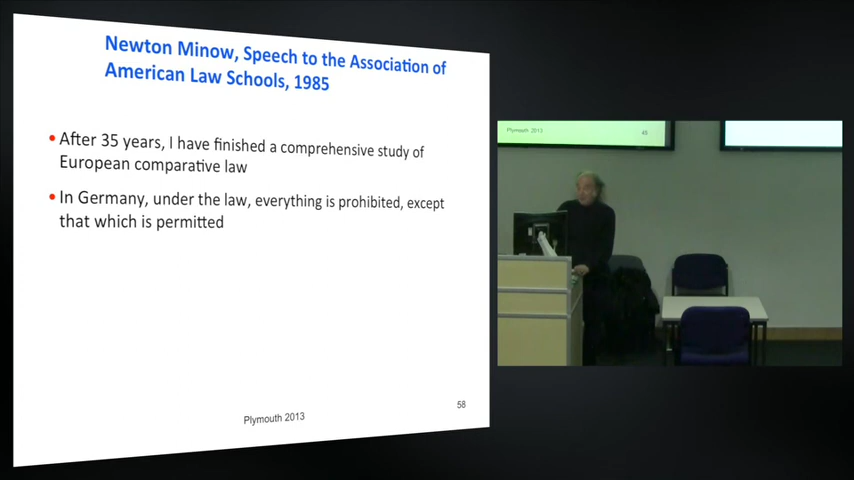 Newton Minow, Speech to the Association of
American Law Schools, 1985
• After 35 years, I have finished a comprehensive study of
European comparative law
• In Germany, under the law, everything is prohibited, except
that which is permitted
Plymouth 2013
58
Plymouth 2013
45